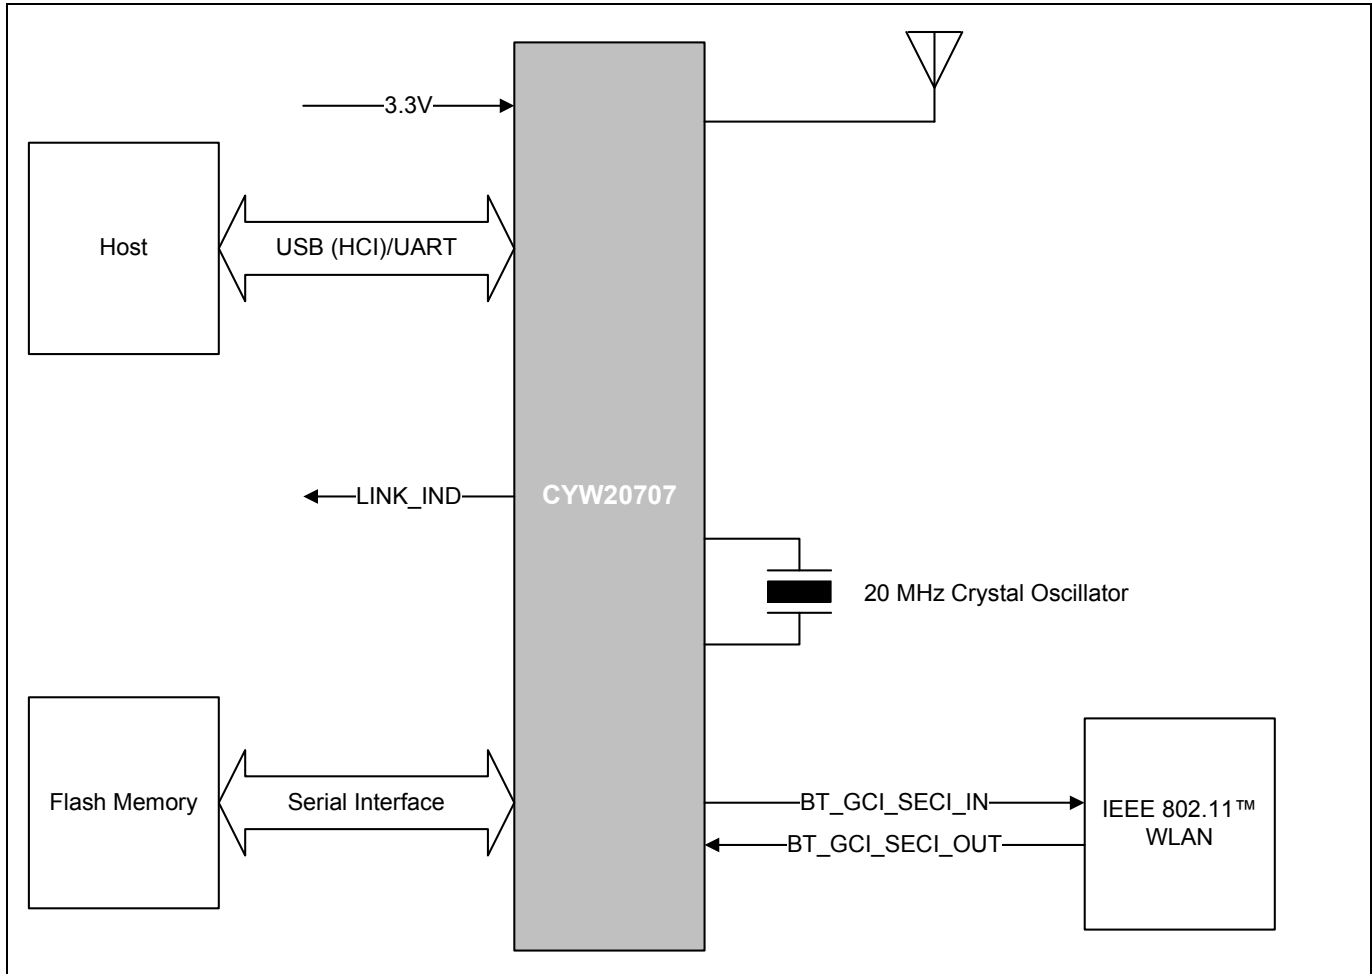 3.3V
Host
USB (HCI)/UART
LINK_IND
CYW20707
20 MHz Crystal Oscillator
Flash Memory
Serial Interface
BT_GCI_SECI_IN
BT_GCI_SECI_OUT
IEEE 802.11™
WLAN